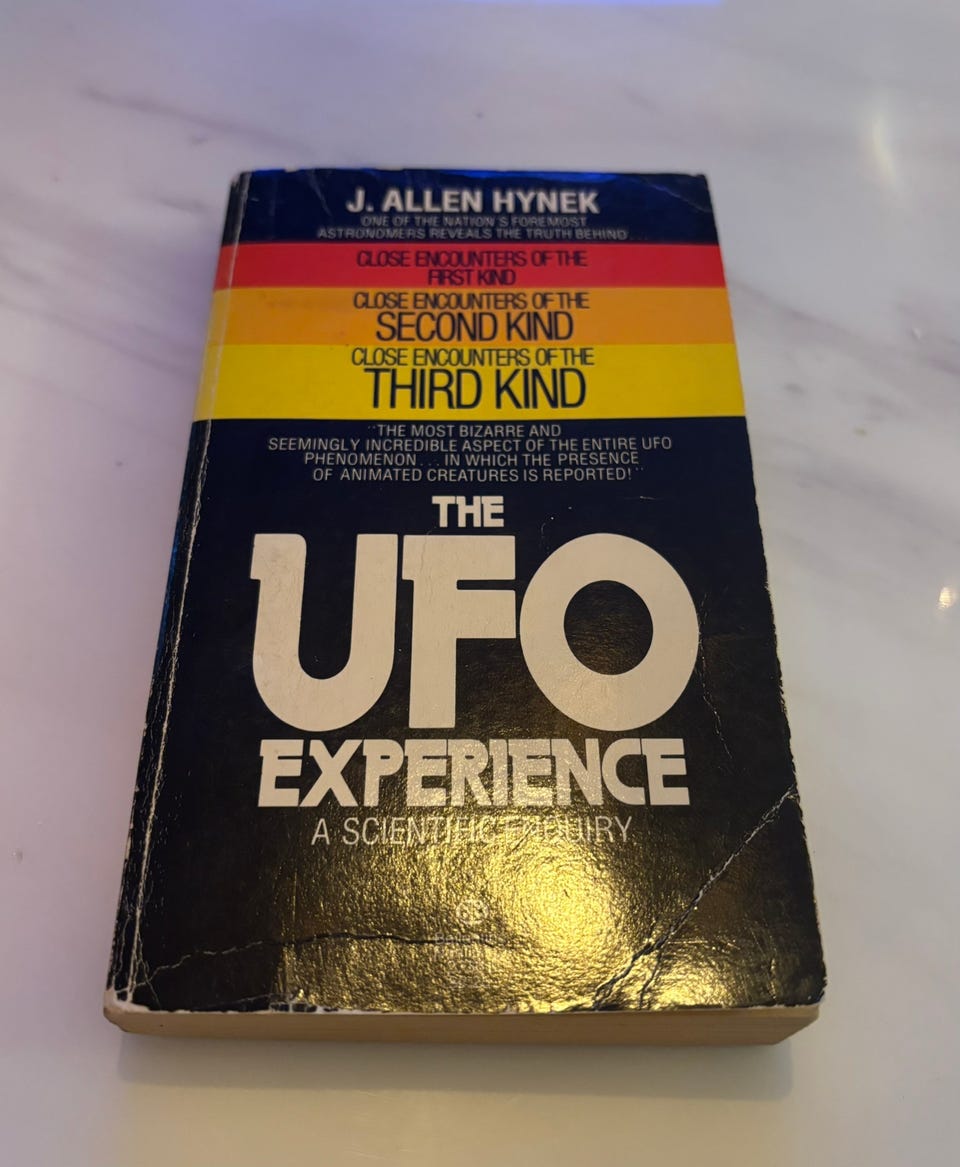 J. ALLEN HYNEK
ONE OF THE NATION'S FOREMOST
ASTRONOMERS REVEALS THE TRUTH BEHIND...
CLOSE ENCOUNTERS OF THE
FIRST KIND
CLOSE ENCOUNTERS OF THE
SECOND KIND
CLOSE ENCOUNTERS OF THE
THIRD KIND
"THE MOST BIZARRE AND
SEEMINGLY INCREDIBLE ASPECT OF THE ENTIRE UFO
PHENOMENON... IN WHICH THE PRESENCE
OF ANIMATED CREATURES IS REPORTED!"
THE
UFO
EXPERIENCE
A SCIENTIFIC